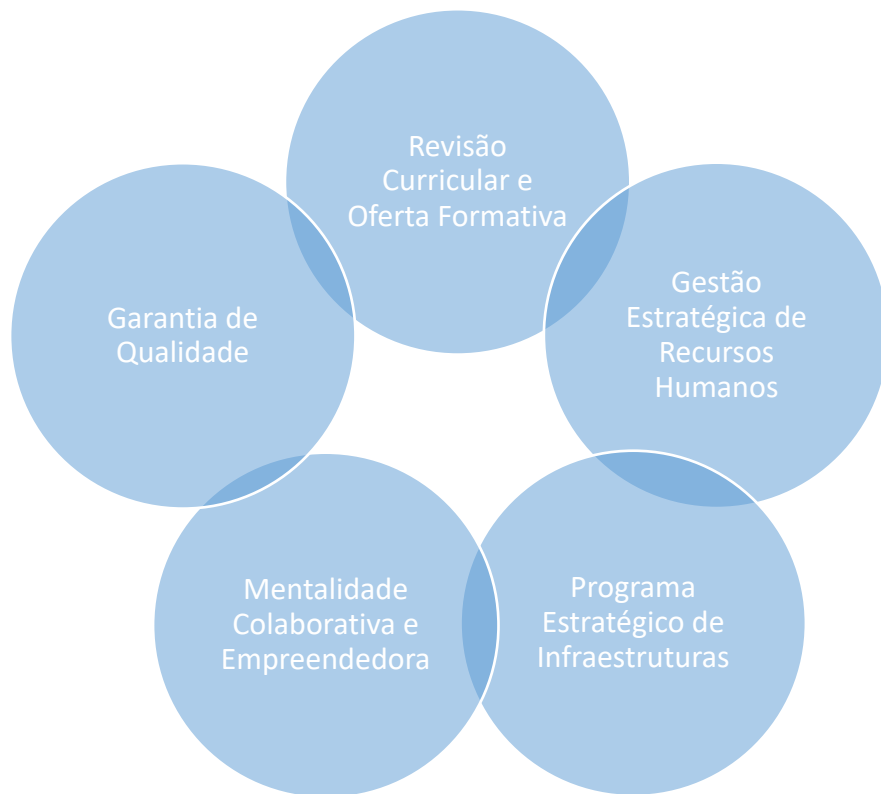 Revisão
Curricular e
Oferta Formativa
Gestão
Estratégica de
Recursos
Humanos
Programa
Estratégico de
Infraestruturas
Mentalidade
Colaborativa e
Empreendedora
Garantia de
Qualidade